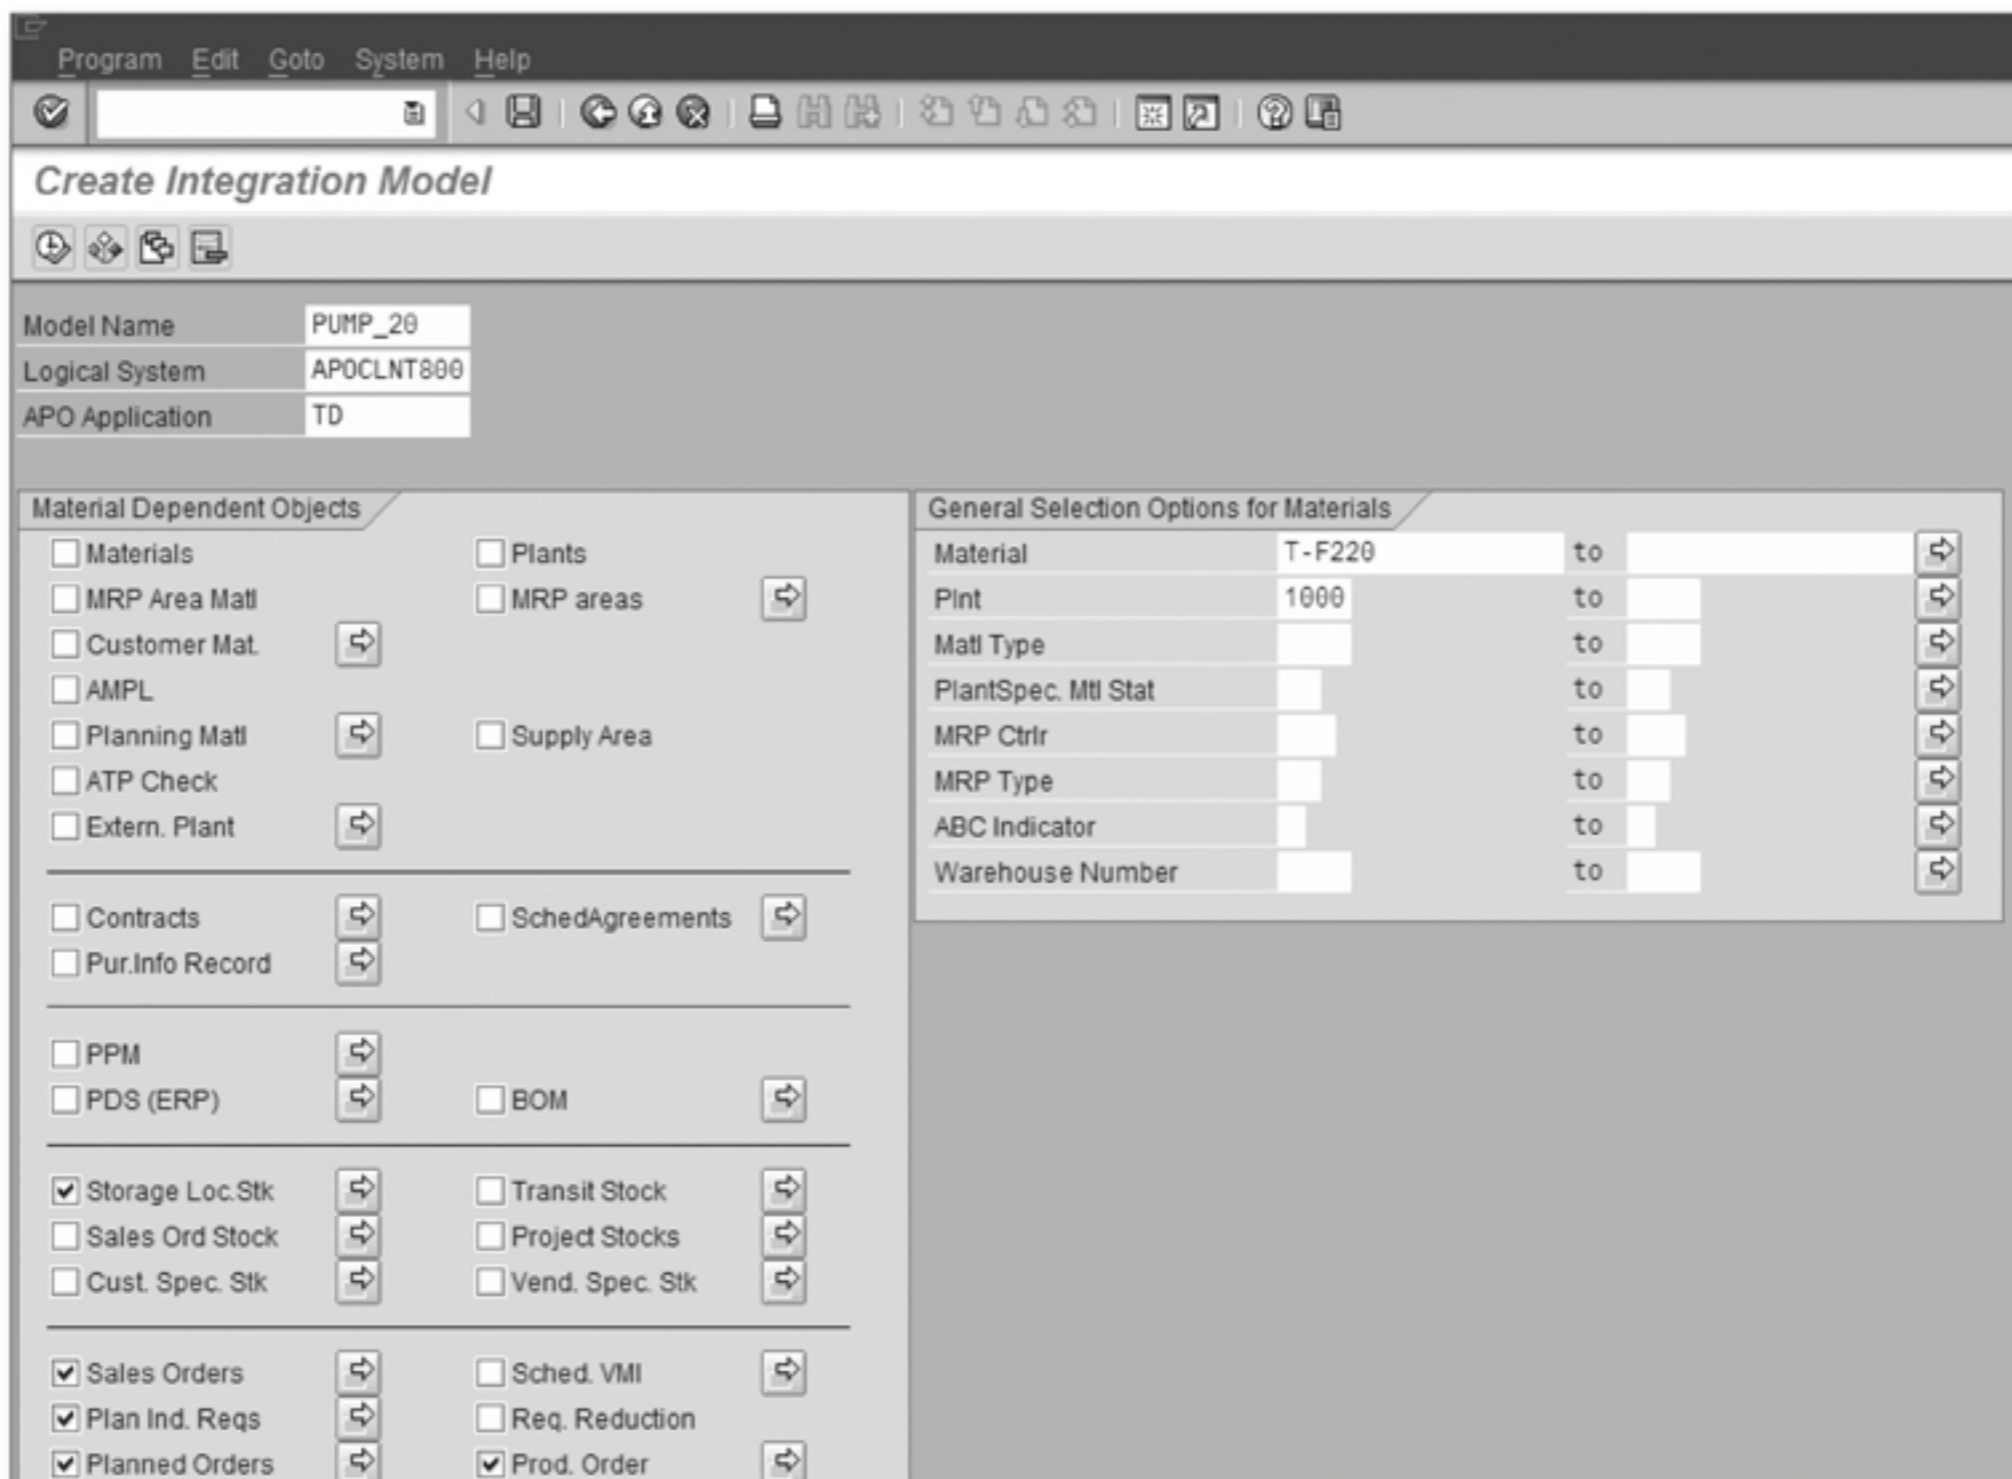 Program Edit Goto System Help
Create Integration Model
Model Name PUMP_20
Logical System APOCLNT800
APO Application TD
Material Dependent Objects
Materials Plants
MRP Area Matl MRP areas
Customer Mat.
AMPL
Planning Matl Supply Area
ATP Check
Extern. Plant
Contracts SchedAgreements
Pur.Info Record
PPM
PDS (ERP) BOM
Storage Loc.Stk Transit Stock
Sales Ord Stock Project Stocks
Cust. Spec. Stk Vend. Spec. Stk
Sales Orders Sched. VMI
Plan Ind. Reqs Req. Reduction
Planned Orders Prod. Order
General Selection Options for Materials
Material T-F220 to
Plnt 1000 to
Matl Type to
PlantSpec. Mtl Stat to
MRP Ctrlr to
MRP Type to
ABC Indicator to
Warehouse Number to